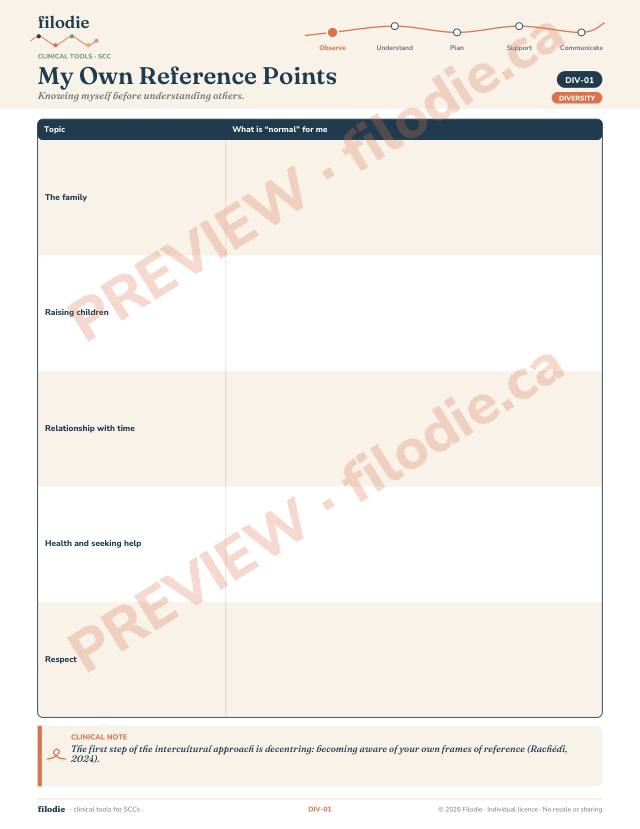 filodie
CLINICAL TOOLS · SCC
Observe Understand Plan Support Communicate
My Own Reference Points
Knowing myself before understanding others.
DIV-01
DIVERSITY
Topic What is “normal” for me
The family
Raising children
Relationship with time
Health and seeking help
Respect
PREVIEW · filodie.ca
PREVIEW · filodie.ca
CLINICAL NOTE
The first step of the intercultural approach is decentring: becoming aware of your own frames of reference (Rachédi,
2024).
filodie · clinical tools for SCCs DIV-01 © 2026 Filodie · Individual licence · No resale or sharing